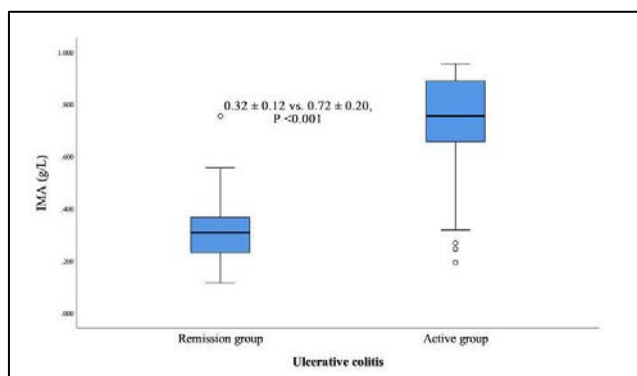 1.000
.800
.600
.400
.200
.000
IMA (g/L)
0.32 ± 0.12 vs. 0.72 ± 0.20,
P <0.001
Remission group
Active group
Ulcerative colitis